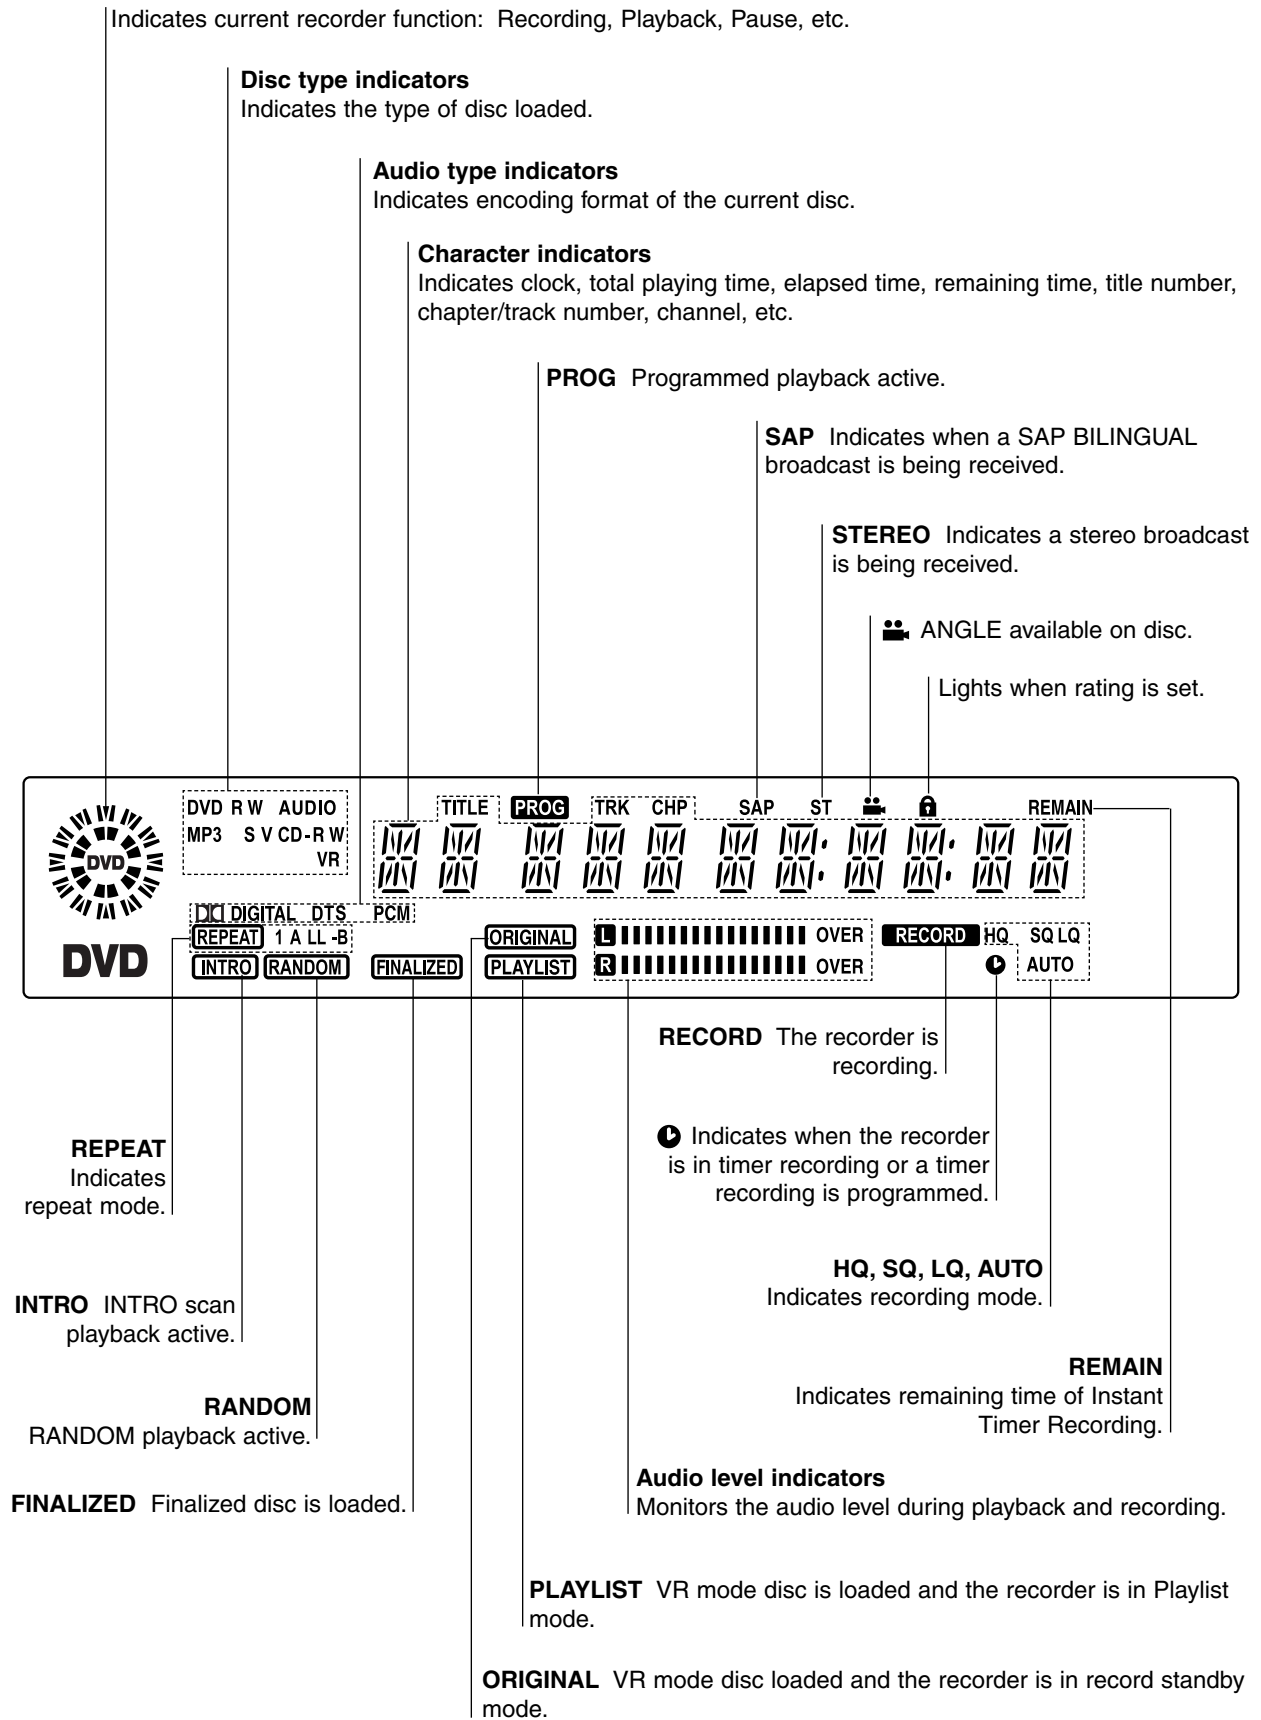 Indicates current recorder function:  Recording, Playback, Pause, etc.
Disc type indicators
Indicates the type of disc loaded.
Audio type indicators
Indicates encoding format of the current disc.
Character indicators
Indicates clock, total playing time, elapsed time, remaining time, title number,
chapter/track number, channel, etc.
PROG  Programmed playback active.
SAP  Indicates when a SAP BILINGUAL
broadcast is being received.
STEREO  Indicates a stereo broadcast
is being received.
ANGLE available on disc.
Lights when rating is set.
DVD R W AUDIO
MP3 S V CD-R W
VR
TITLE PROG TRK CHP SAP ST REMAIN
DVD
DVD
DIGITAL DTS PCM
REPEAT 1 A LL -B
INTRO RANDOM FINALIZED
ORIGINAL
PLAYLIST
L OVER
R OVER
RECORD HQ SQ LQ
AUTO
RECORD  The recorder is
recording.
Indicates when the recorder
is in timer recording or a timer
recording is programmed.
REPEAT
Indicates
repeat mode.
HQ, SQ, LQ, AUTO
Indicates recording mode.
INTRO  INTRO scan
playback active.
REMAIN
Indicates remaining time of Instant
Timer Recording.
RANDOM
RANDOM playback active.
Audio level indicators
Monitors the audio level during playback and recording.
FINALIZED  Finalized disc is loaded.
PLAYLIST  VR mode disc is loaded and the recorder is in Playlist
mode.
ORIGINAL  VR mode disc loaded and the recorder is in record standby
mode.